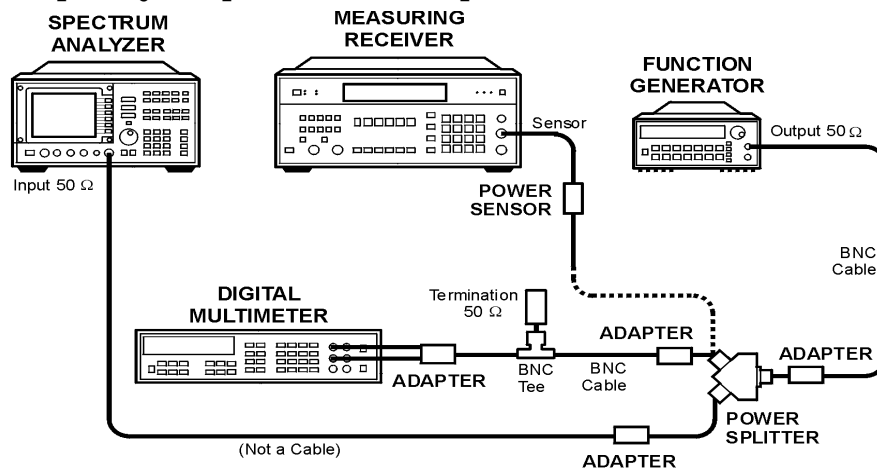 SPECTRUM
ANALYZER
MEASURING
RECEIVER
FUNCTION
GENERATOR
Sensor
Output 50 Ω
Input 50 Ω
POWER
SENSOR
BNC
Cable
DIGITAL
MULTIMETER
Termination
50 Ω
ADAPTER
ADAPTER
ADAPTER
BNC
Tee
BNC
Cable
POWER
SPLITTER
(Not a Cable)
ADAPTER